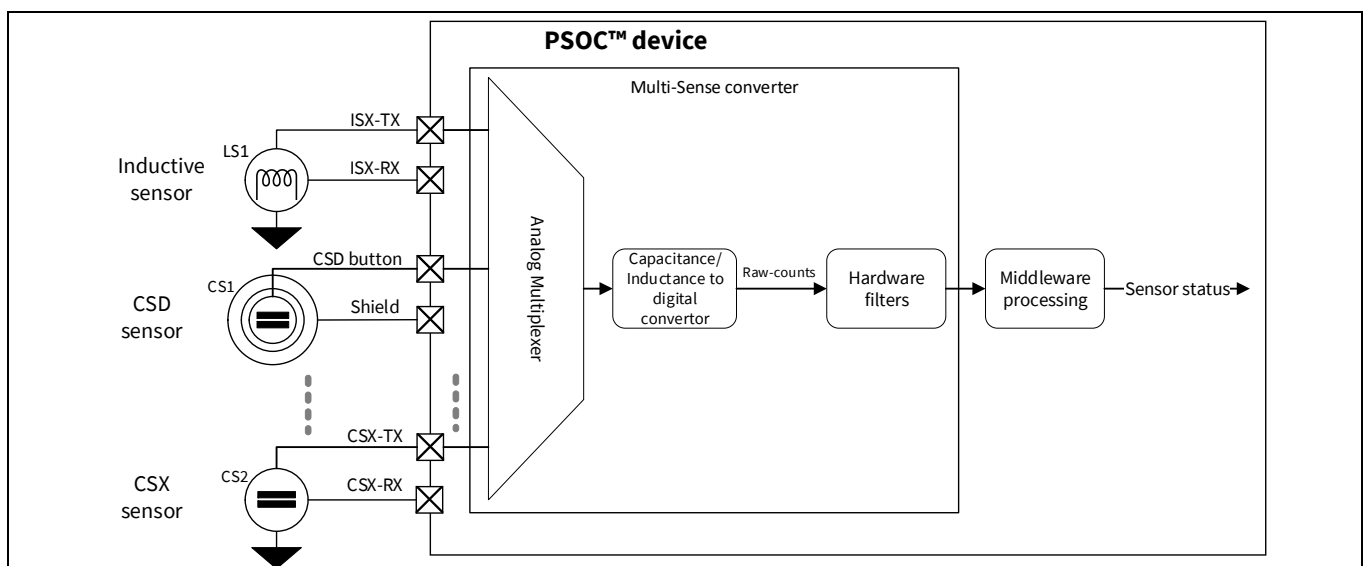 PSOC™ device
Multi-Sense converter
ISX-TX
LS1
ISX-RX
Inductive
sensor
CSD button
CS1
Shield
CSD
sensor
Analog Multiplexer
Capacitance/
Inductance to
digital
convertor
Raw-counts
Hardware
filters
Middleware
processing
Sensor status
CSX-TX
CS2
CSX-RX
CSX
sensor